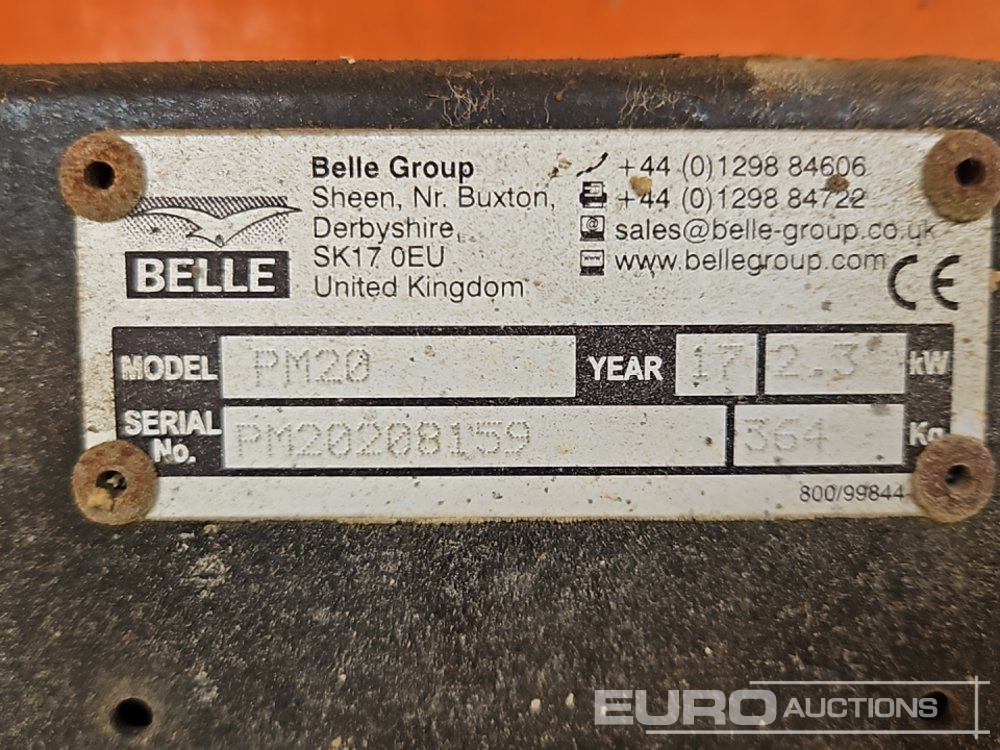 Belle Group
Sheen, Nr. Buxton,
Derbyshire,
SK17 0EU
United Kingdom
+44 (0)1298 84606
+44 (0)1298 84722
sales@belle-group.co.uk
www.bellegroup.com
BELLE
CE
MODEL PM20 YEAR 17 2.3 kW
SERIAL No. PM20208159 364 Kg
800/99844
EURO AUCTIONS